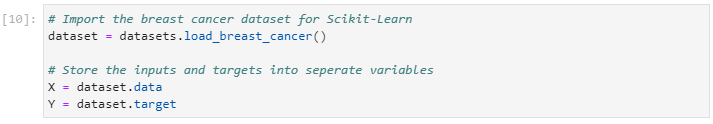 [10]: # Import the breast cancer dataset for Scikit-Learn
dataset = datasets.load_breast_cancer()
# Store the inputs and targets into seperate variables
X = dataset.data
Y = dataset.target